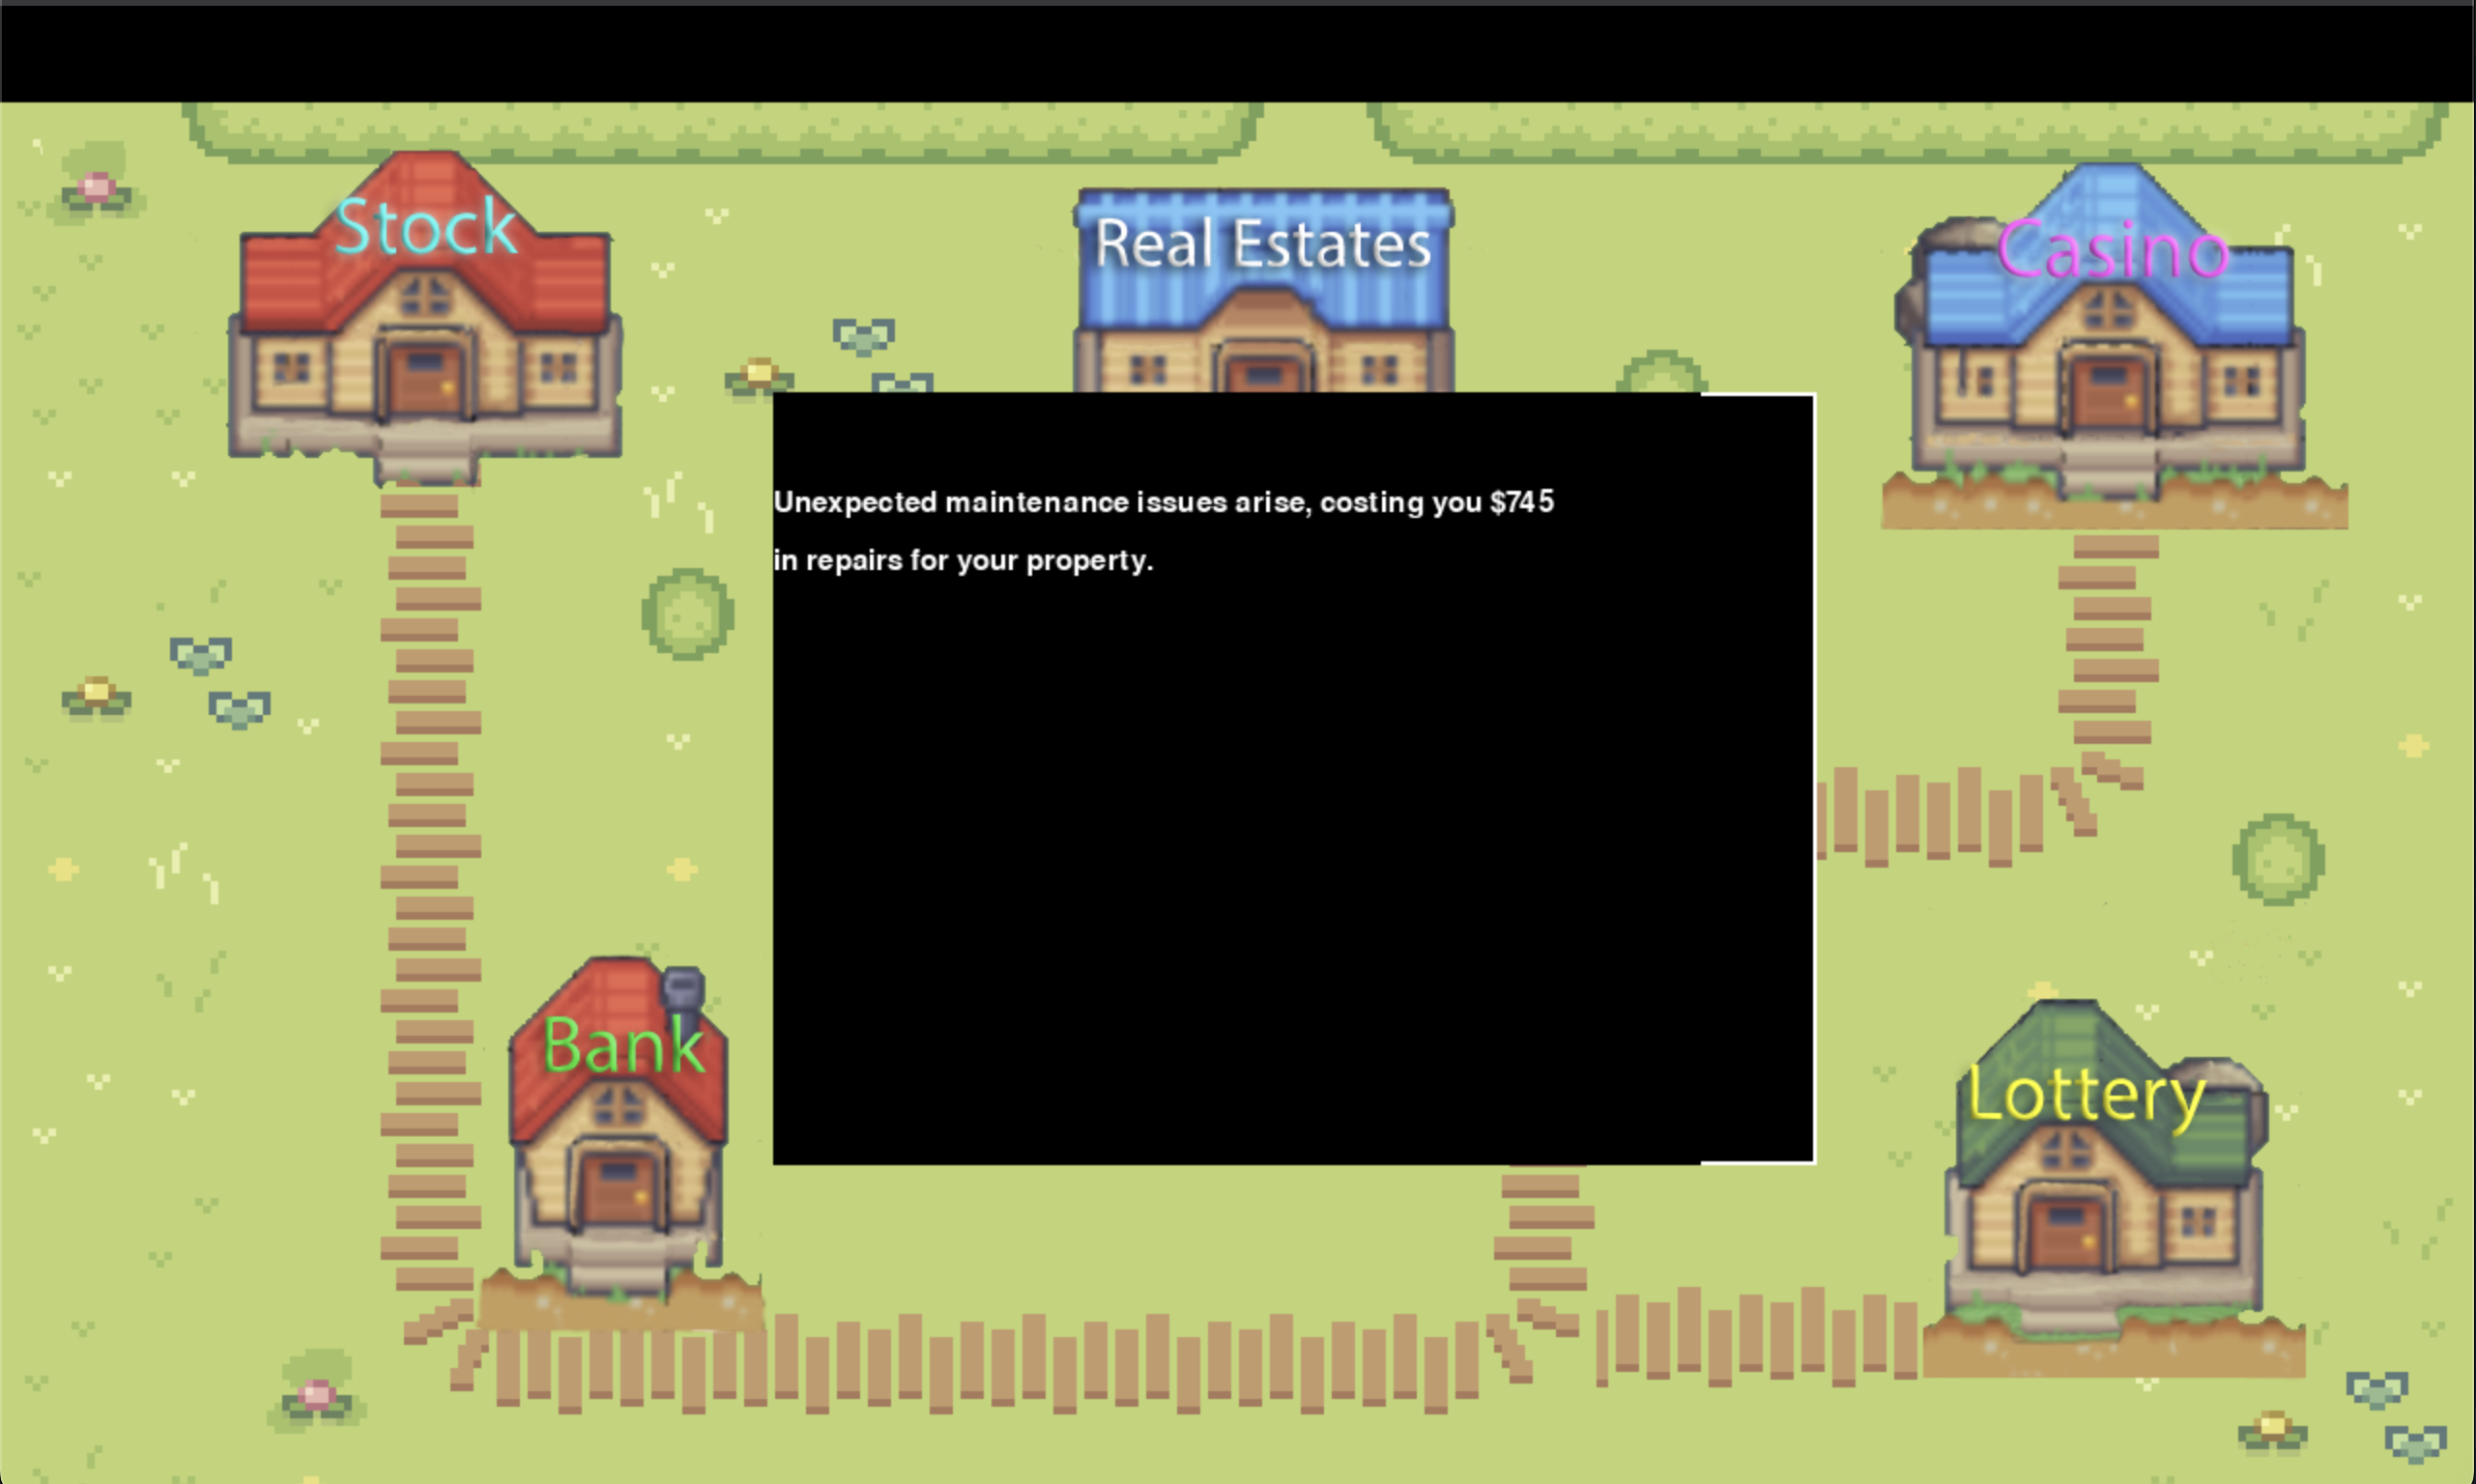 Stock
Real Estates
Casino
Unexpected maintenance issues arise, costing you $745
in repairs for your property.
Bank
Lottery